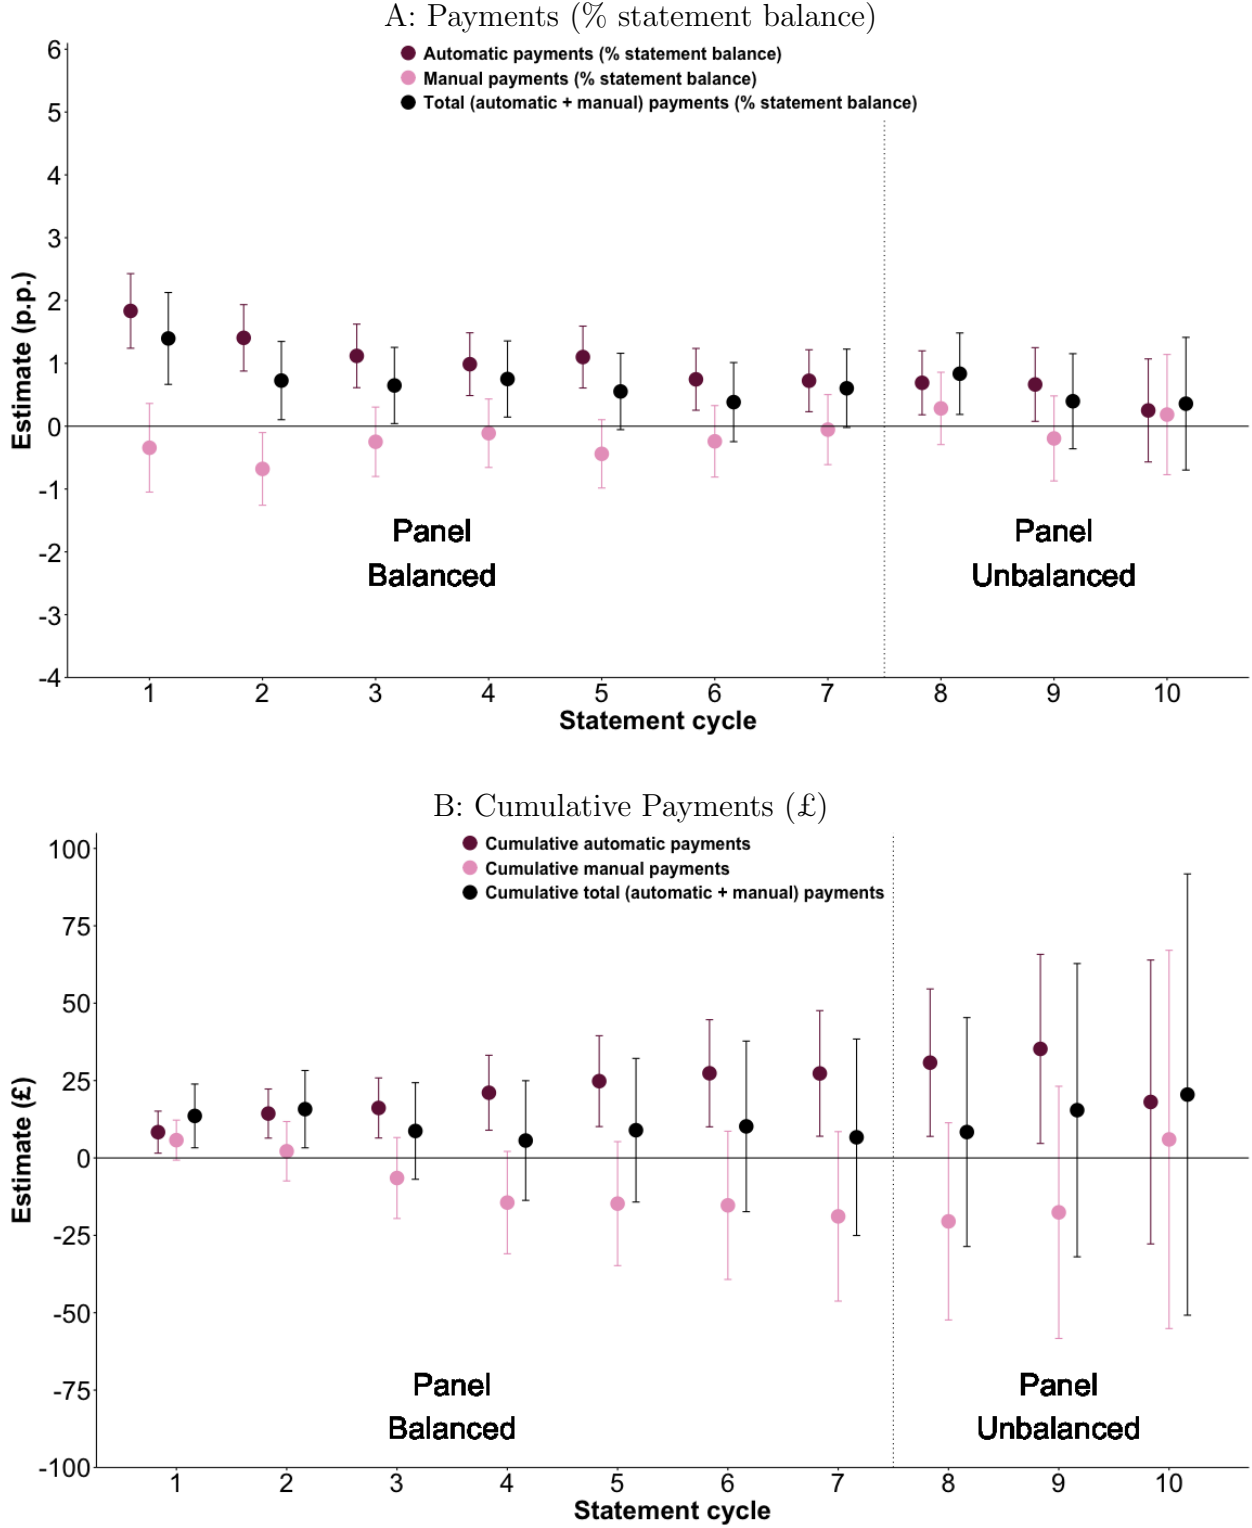 A: Payments (% statement balance)
Automatic payments (% statement balance)
Manual payments (% statement balance)
Total (automatic + manual) payments (% statement balance)
Estimate (p.p.)
6
5
4
3
2
1
0
-1
-2
-3
-4
Panel
Balanced
Panel
Unbalanced
1 2 3 4 5 6 7 8 9 10
Statement cycle
B: Cumulative Payments (£)
Cumulative automatic payments
Cumulative manual payments
Cumulative total (automatic + manual) payments
Estimate (£)
100
75
50
25
0
-25
-50
-75
-100
Panel
Balanced
Panel
Unbalanced
1 2 3 4 5 6 7 8 9 10
Statement cycle